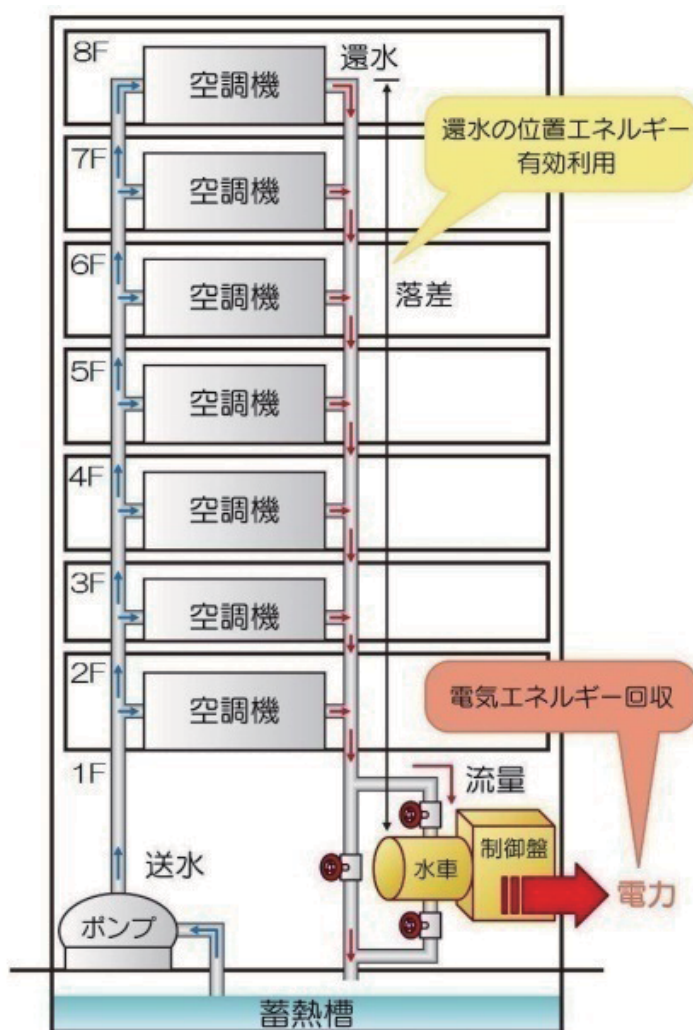 8F
空調機
還水
還水の位置エネルギー
有効利用
7F
空調機
6F
空調機
落差
5F
空調機
4F
空調機
3F
空調機
2F
空調機
電気エネルギー回収
1F
流量
送水
水車
制御盤
電力
ポンプ
蓄熱槽